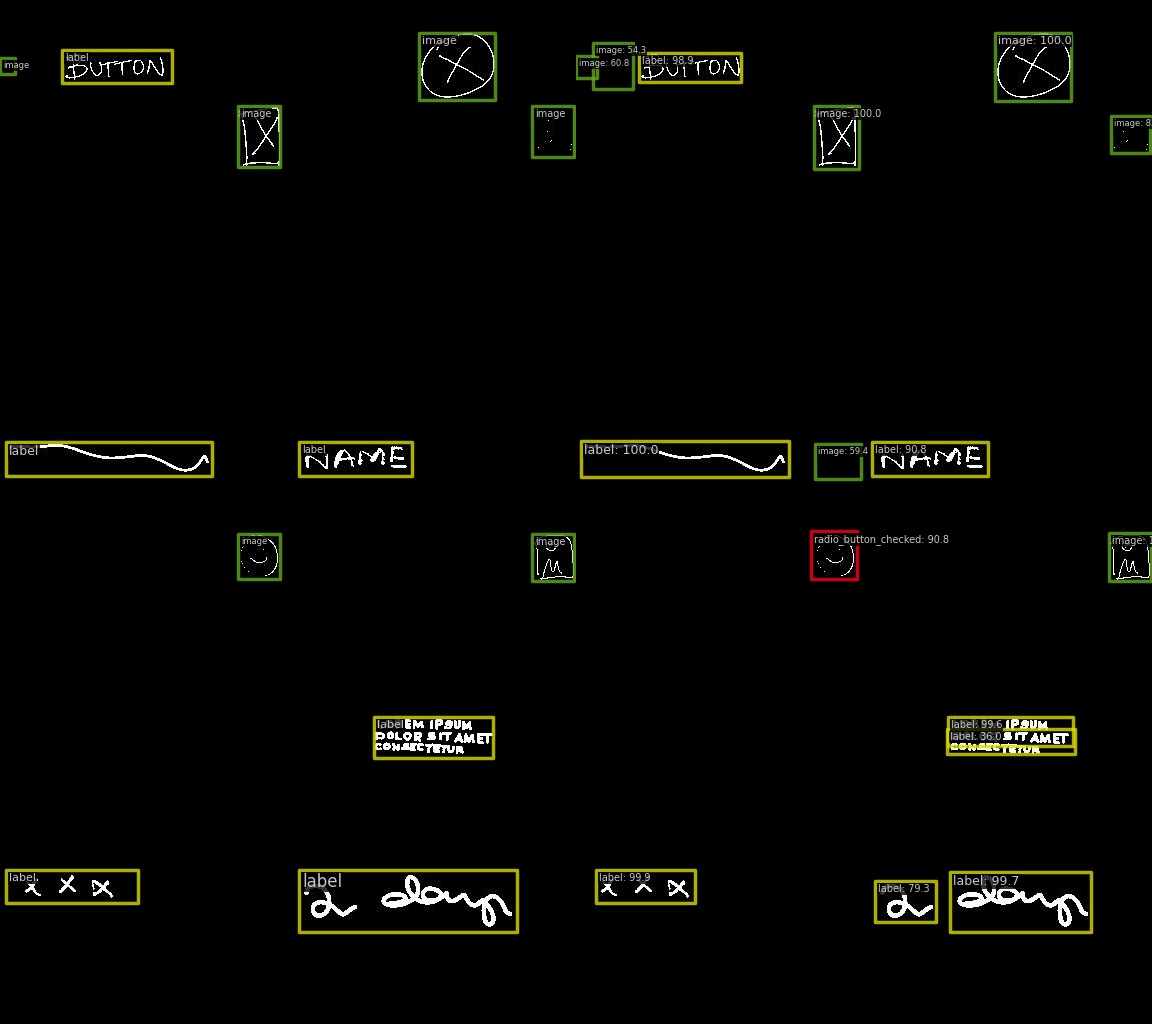 image
label
BUTTON
image
image: 54.3
image: 60.8
label: 98.9
BUTTON
image: 100.0
image
image
image: 100.0
image: 8
label
label
NAME
label: 100.0
image: 59.4
label: 90.8
NAME
image
image
M
radio_button_checked: 90.8
image: 1
M
label EM IPSUM
DOLOR SIT AMET
CONSECTETUR
label: 99.6 IPSUM
label: 36.0 SIT AMET
CONSECTETUR
label
x x x
label
label: 99.9
x x x
label: 79.3
label: 99.7